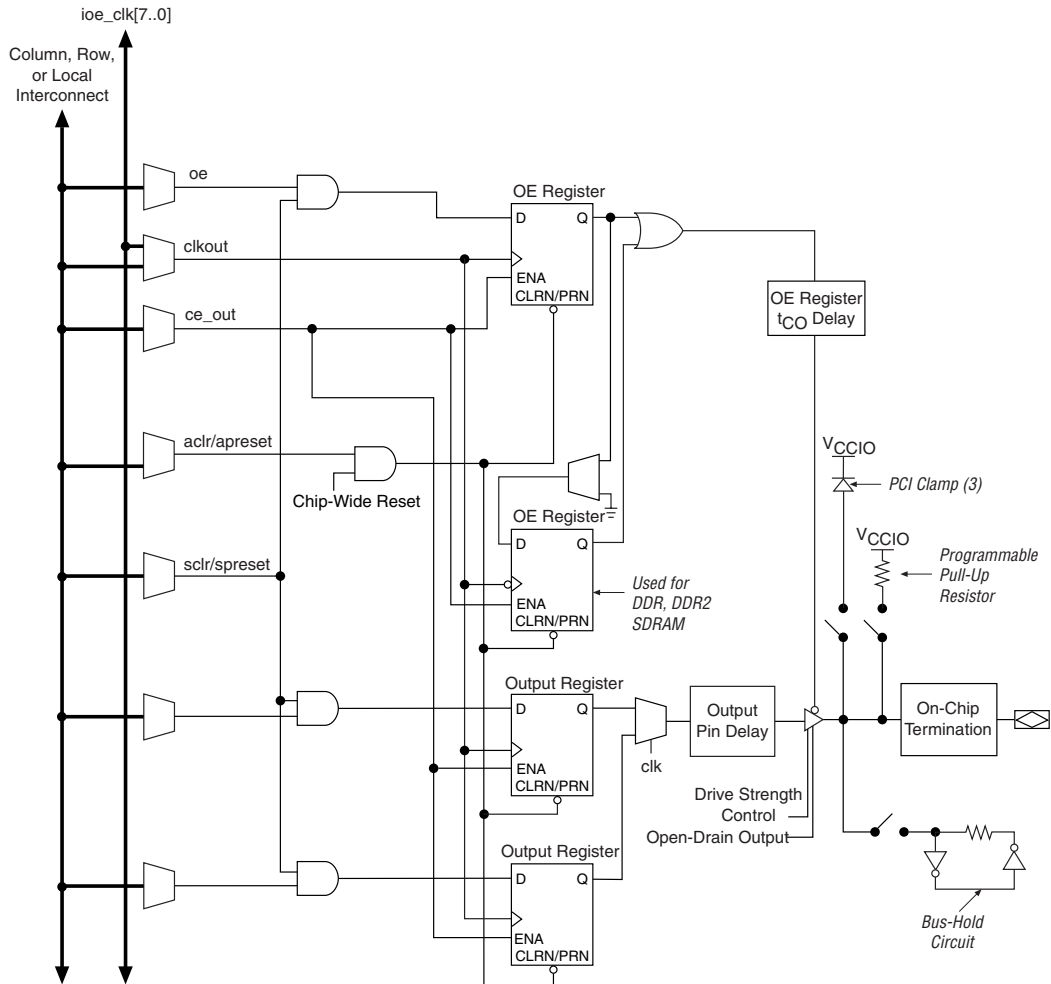 ioe_clk[7..0]
Column, Row,
or Local
Interconnect
oe
OE Register
D
Q
clkout
ENA
CLRN/PRN
OE Register
tCO Delay
ce_out
aclr/apreset
Chip-Wide Reset
VCCIO
PCI Clamp (3)
OE Register
D
Q
ENA
CLRN/PRN
Used for
DDR, DDR2
SDRAM
VCCIO
Programmable
Pull-Up
Resistor
sclr/spreset
Output Register
D
Q
ENA
CLRN/PRN
clk
Output
Pin Delay
On-Chip
Termination
Drive Strength
Control
Open-Drain Output
Output Register
D
Q
ENA
CLRN/PRN
Bus-Hold
Circuit